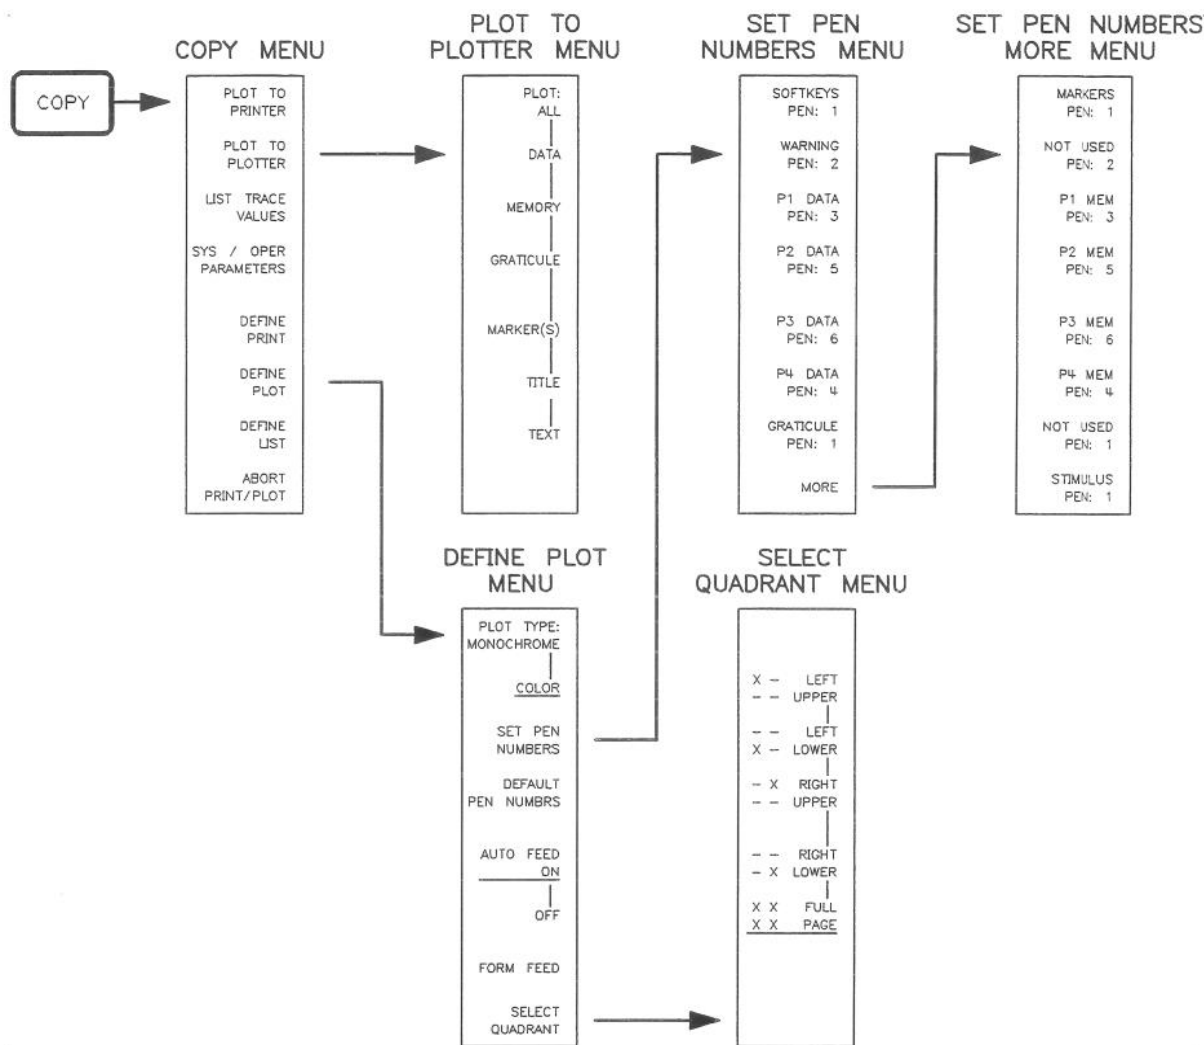 COPY
COPY MENU
PLOT TO
PRINTER
PLOT TO
PLOTTER
LIST TRACE
VALUES
SYS / OPER
PARAMETERS
DEFINE
PRINT
DEFINE
PLOT
DEFINE
LIST
ABORT
PRINT/PLOT
PLOT TO
PLOTTER MENU
PLOT:
ALL
DATA
MEMORY
GRATICULE
MARKER(S)
TITLE
TEXT
SET PEN
NUMBERS MENU
SOFTKEYS
PEN: 1
WARNING
PEN: 2
P1 DATA
PEN: 3
P2 DATA
PEN: 5
P3 DATA
PEN: 6
P4 DATA
PEN: 4
GRATICULE
PEN: 1
MORE
SET PEN NUMBERS
MORE MENU
MARKERS
PEN: 1
NOT USED
PEN: 2
P1 MEM
PEN: 3
P2 MEM
PEN: 5
P3 MEM
PEN: 6
P4 MEM
PEN: 4
NOT USED
PEN: 1
STIMULUS
PEN: 1
DEFINE PLOT
MENU
PLOT TYPE:
MONOCHROME
COLOR
SET PEN
NUMBERS
DEFAULT
PEN NUMBRS
AUTO FEED
ON
OFF
FORM FEED
SELECT
QUADRANT
SELECT
QUADRANT MENU
X - LEFT
- - UPPER
- - LEFT
X - LOWER
- X RIGHT
- - UPPER
- - RIGHT
- X LOWER
X X FULL
X X PAGE